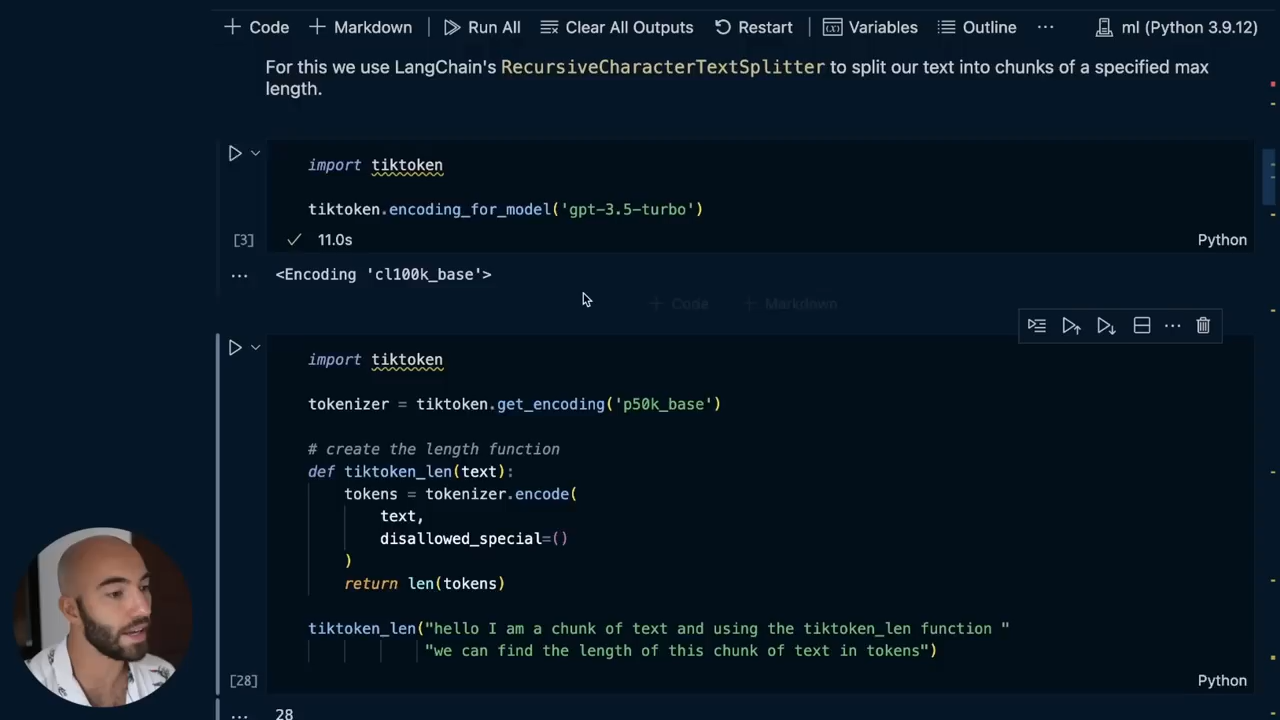 Code Markdown Run All Clear All Outputs Restart Variables Outline ··· ml (Python 3.9.12)
For this we use LangChain's RecursiveCharacterTextSplitter to split our text into chunks of a specified max
length.
import tiktoken
tiktoken.encoding_for_model('gpt-3.5-turbo')
[3] 11.0s Python
<Encoding 'cl100k_base'>
+ Code + Markdown
import tiktoken
tokenizer = tiktoken.get_encoding('p50k_base')
# create the length function
def tiktoken_len(text):
    tokens = tokenizer.encode(
        text,
        disallowed_special=()
    )
    return len(tokens)
tiktoken_len("hello I am a chunk of text and using the tiktoken_len function "
             "we can find the length of this chunk of text in tokens")
[28] Python
28